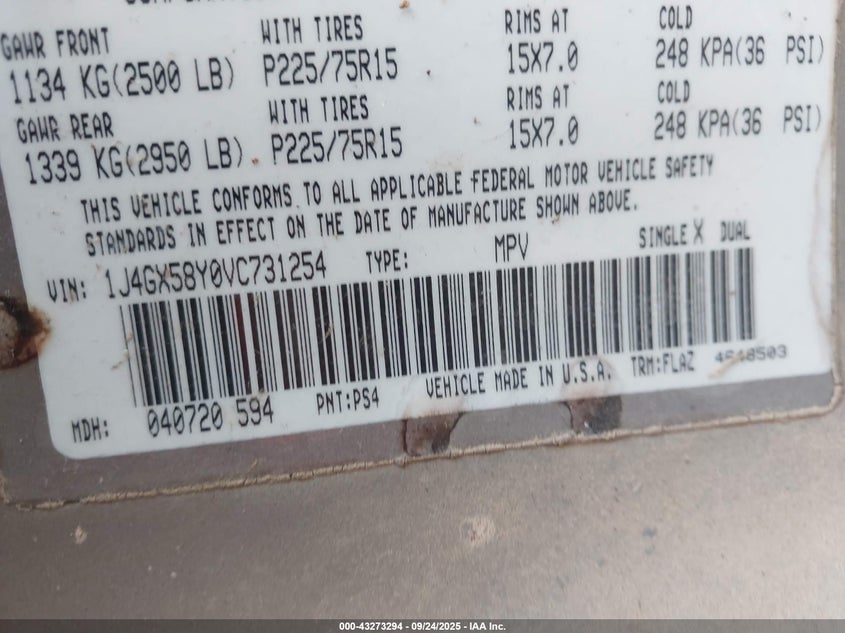 GAWR FRONT WITH TIRES RIMS AT COLD
1134 KG(2500 LB) P225/75R15 15X7.0 248 KPA(36 PSI)
GAWR REAR WITH TIRES RIMS AT COLD
1339 KG(2950 LB) P225/75R15 15X7.0 248 KPA(36 PSI)
THIS VEHICLE CONFORMS TO ALL APPLICABLE FEDERAL MOTOR VEHICLE SAFETY
STANDARDS IN EFFECT ON THE DATE OF MANUFACTURE SHOWN ABOVE.
VIN: 1J4GX58Y0VC731254 TYPE: MPV SINGLE X DUAL
MDH: 040720 594 PNT:PS4 VEHICLE MADE IN U.S.A. TRM:FLAZ
000-43273294 - 09/24/2025 - IAA Inc.